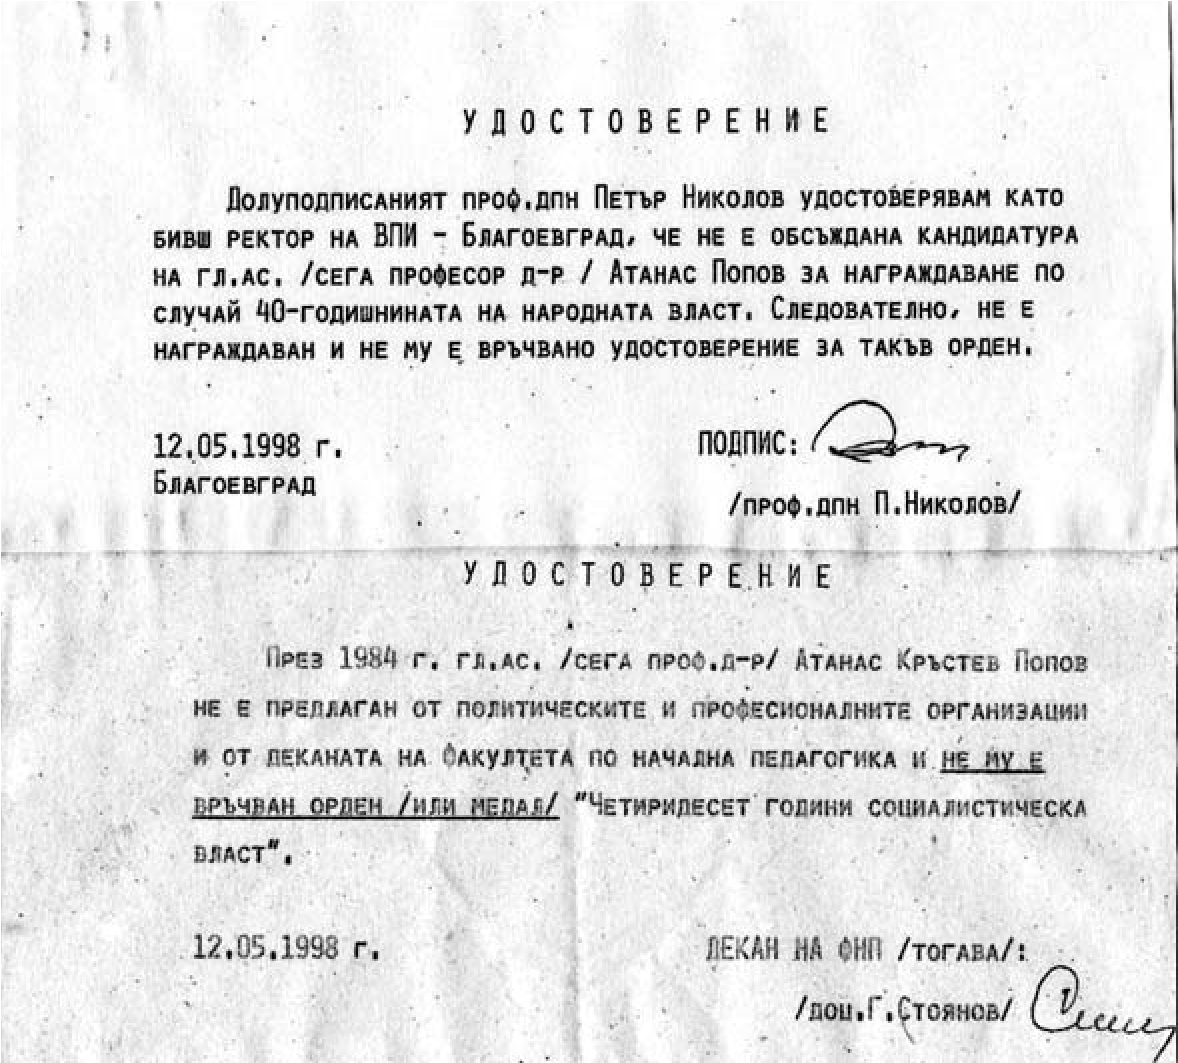 УДОСТОВЕРЕНИЕ
Долуподписаният проф.дпн Петър Николов удостоверявам като
бивш ректор на ВПИ - Благоевград, че не е обсъждана кандидатура
на гл.ас. /сега професор д-р / Атанас Попов за награждаване по
случай 40-годишнината на народната власт. Следователно, не е
награждаван и не му е връчвано удостоверение за такъв орден.
12.05.1998 г.
ПОДПИС:
Благоевград
/проф.дпн П.Николов/
УДОСТОВЕРЕНИЕ
През 1984 г. гл.ас. /сега проф.д-р/ Атанас Кръстев Попов
не е предлаган от политическите и професионалните организации
и от деканата на Факултета по начална педагогика и не му е
връчван орден /или медал/ "Четиридесет години социалистическа
власт".
12.05.1998 г.
ДЕКАН НА ФНП /тогава/:
/доц.Г.Стоянов/